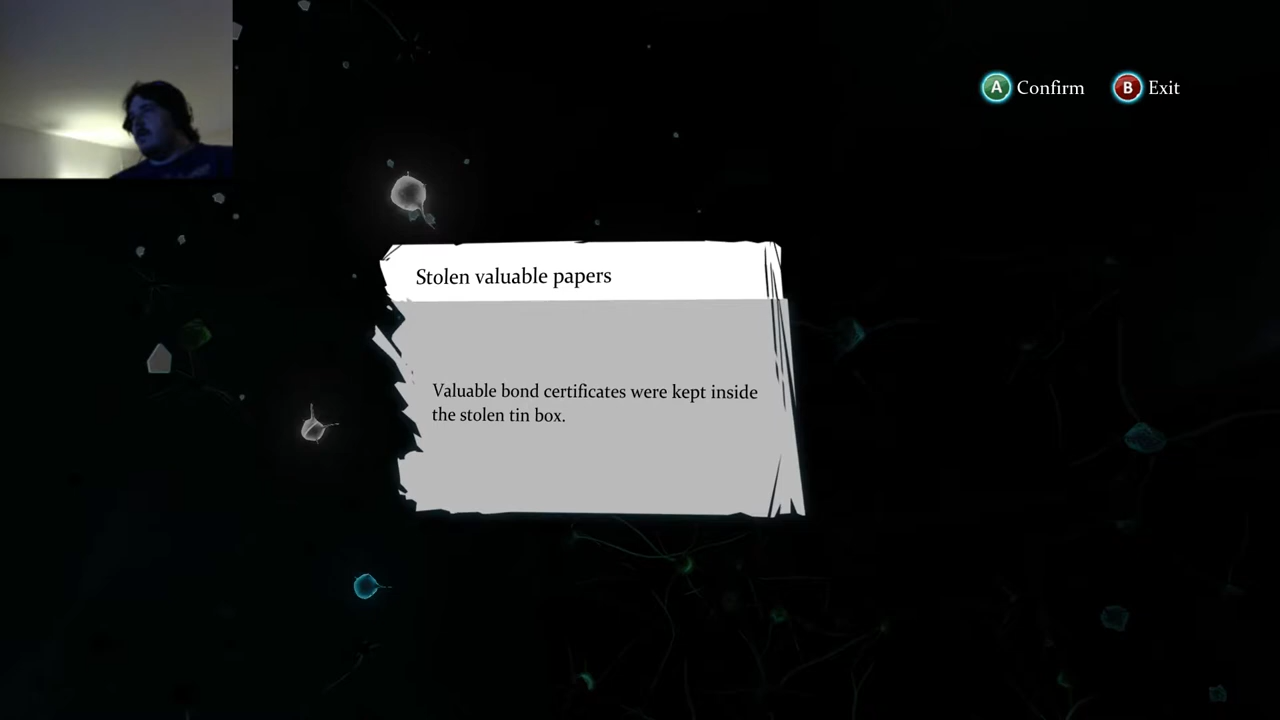 A Confirm B Exit
Stolen valuable papers
Valuable bond certificates were kept inside
the stolen tin box.